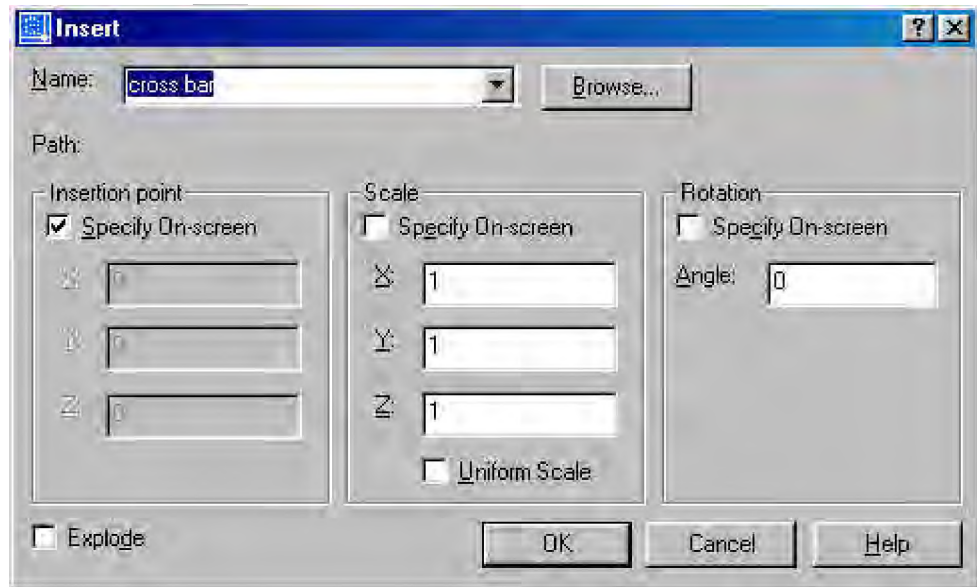 Insert
Name: cross bar Browse...
Path:
Insertion point Scale Rotation
Specify On-screen Specify On-screen Specify On-screen
X: 0 X: 1 Angle: 0
Y: 0 Y: 1
Z: 0 Z: 1
Uniform Scale
Explode OK Cancel Help